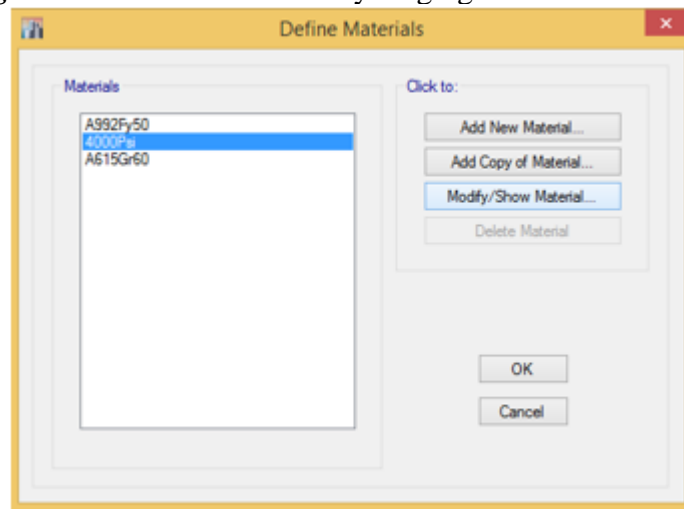 Define Materials
Materials
A992Fy50
4000Psi
A615Gr60
Click to:
Add New Material...
Add Copy of Material...
Modify/Show Material...
Delete Material
OK
Cancel